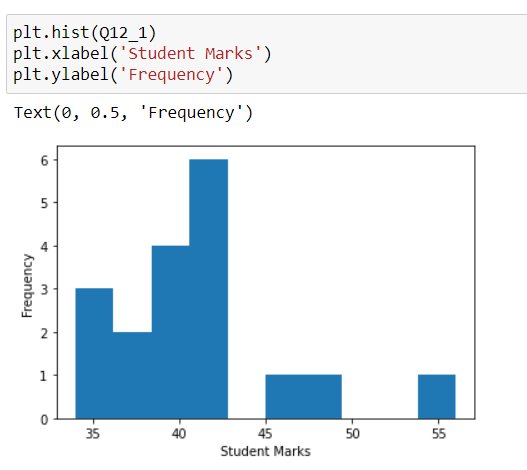 plt.hist(Q12_1)
plt.xlabel('Student Marks')
plt.ylabel('Frequency')
Text(0, 0.5, 'Frequency')
6
5
4
3
2
1
0
Frequency
35 40 45 50 55
Student Marks